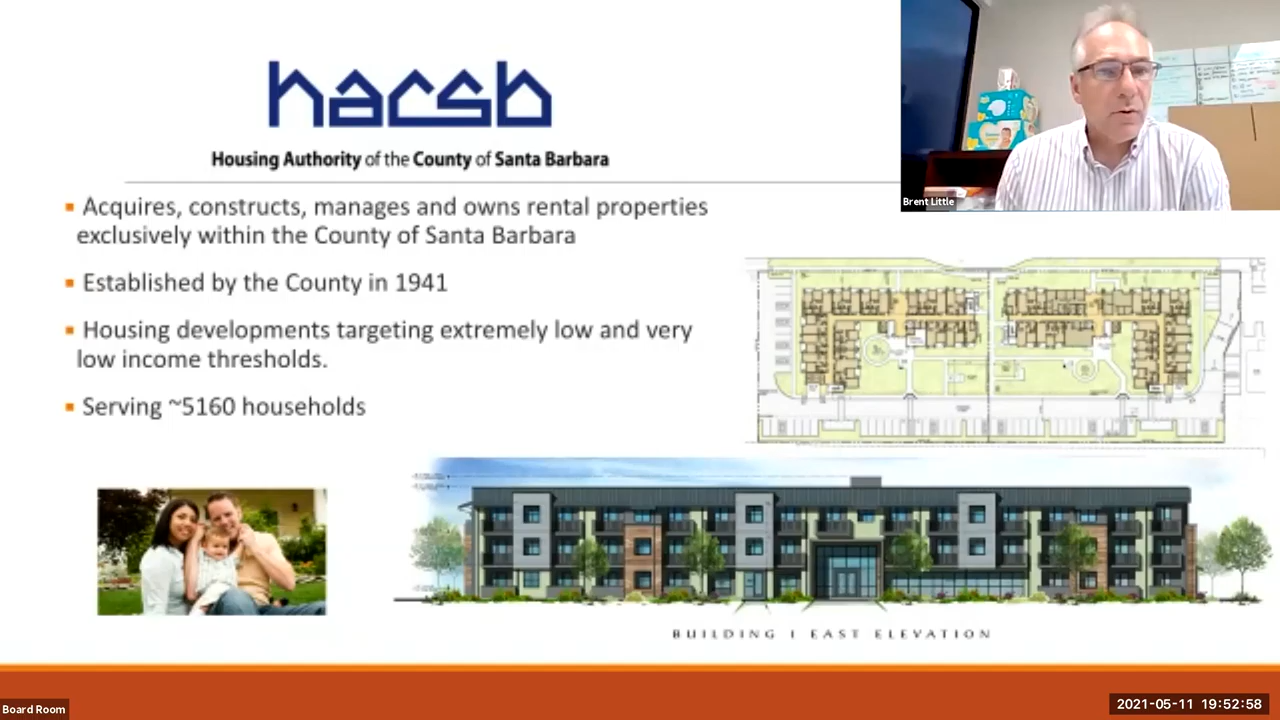 harsb
Housing Authority of the County of Santa Barbara
▪ Acquires, constructs, manages and owns rental properties
exclusively within the County of Santa Barbara
▪ Established by the County in 1941
▪ Housing developments targeting extremely low and very
low income thresholds.
▪ Serving ~5160 households
BUILDING 1 EAST ELEVATION
Brent Little
Board Room
2021-05-11 19:52:58